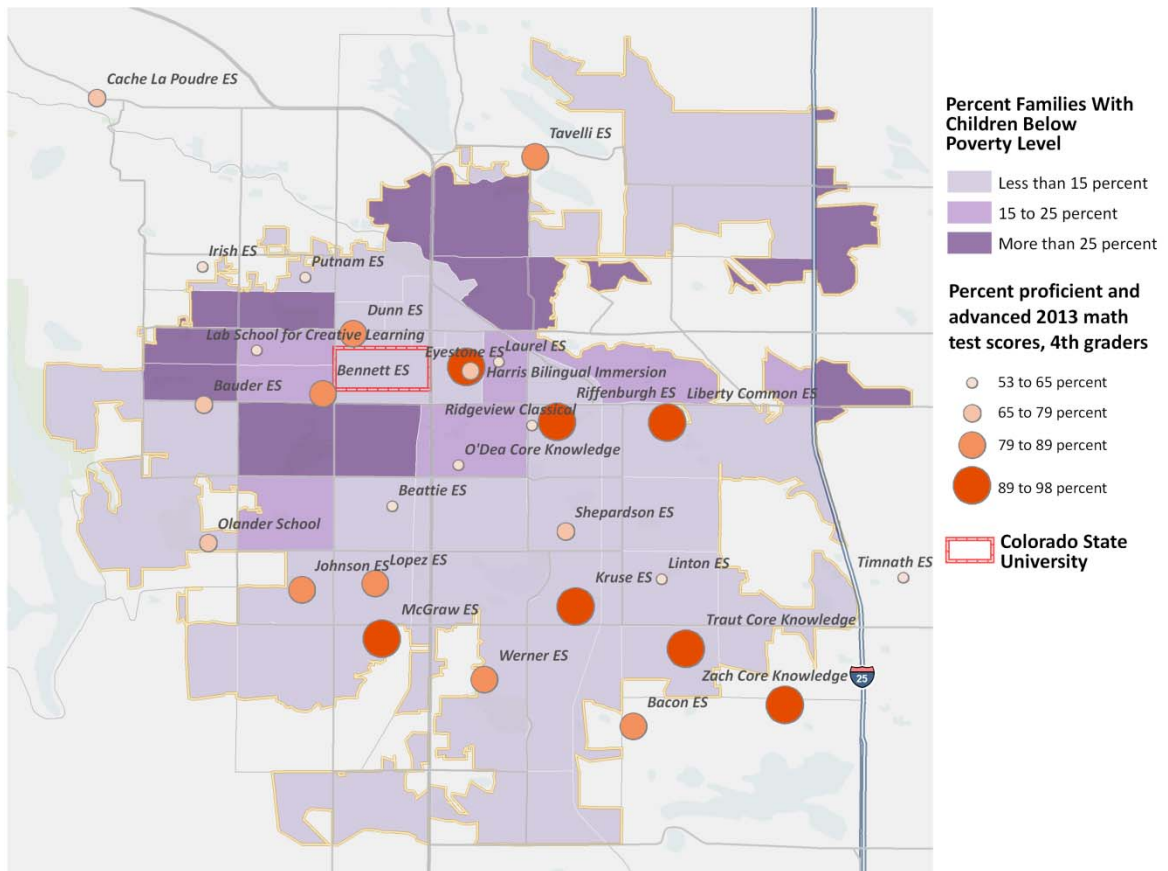 Cache La Poudre ES
Tavelli ES
Irish ES
Putnam ES
Dunn ES
Lab School for Creative Learning
Laurel ES
Eyestone ES
Bennett ES
Harris Bilingual Immersion
Bauder ES
Riffenburgh ES
Liberty Common ES
Ridgeview Classical
O'Dea Core Knowledge
Beattie ES
Shepardson ES
Olander School
Johnson ES
Lopez ES
Kruse ES
Linton ES
Timnath ES
McGraw ES
Traut Core Knowledge
Werner ES
Zach Core Knowledge
25
Bacon ES
Percent Families With
Children Below
Poverty Level
Less than 15 percent
15 to 25 percent
More than 25 percent
Percent proficient and
advanced 2013 math
test scores, 4th graders
53 to 65 percent
65 to 79 percent
79 to 89 percent
89 to 98 percent
Colorado State
University